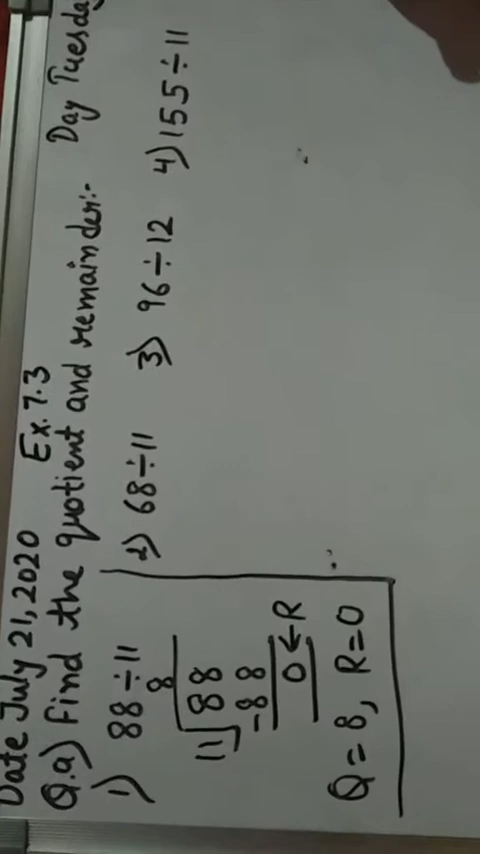 Date July 21, 2020 Ex. 7.3 Day Tuesday
Q.a) Find the quotient and remainder:-
1) 88÷11 2) 68÷11 3) 96÷12 4) 155÷11
8
11 88
-88
0←R
Q=8, R=0